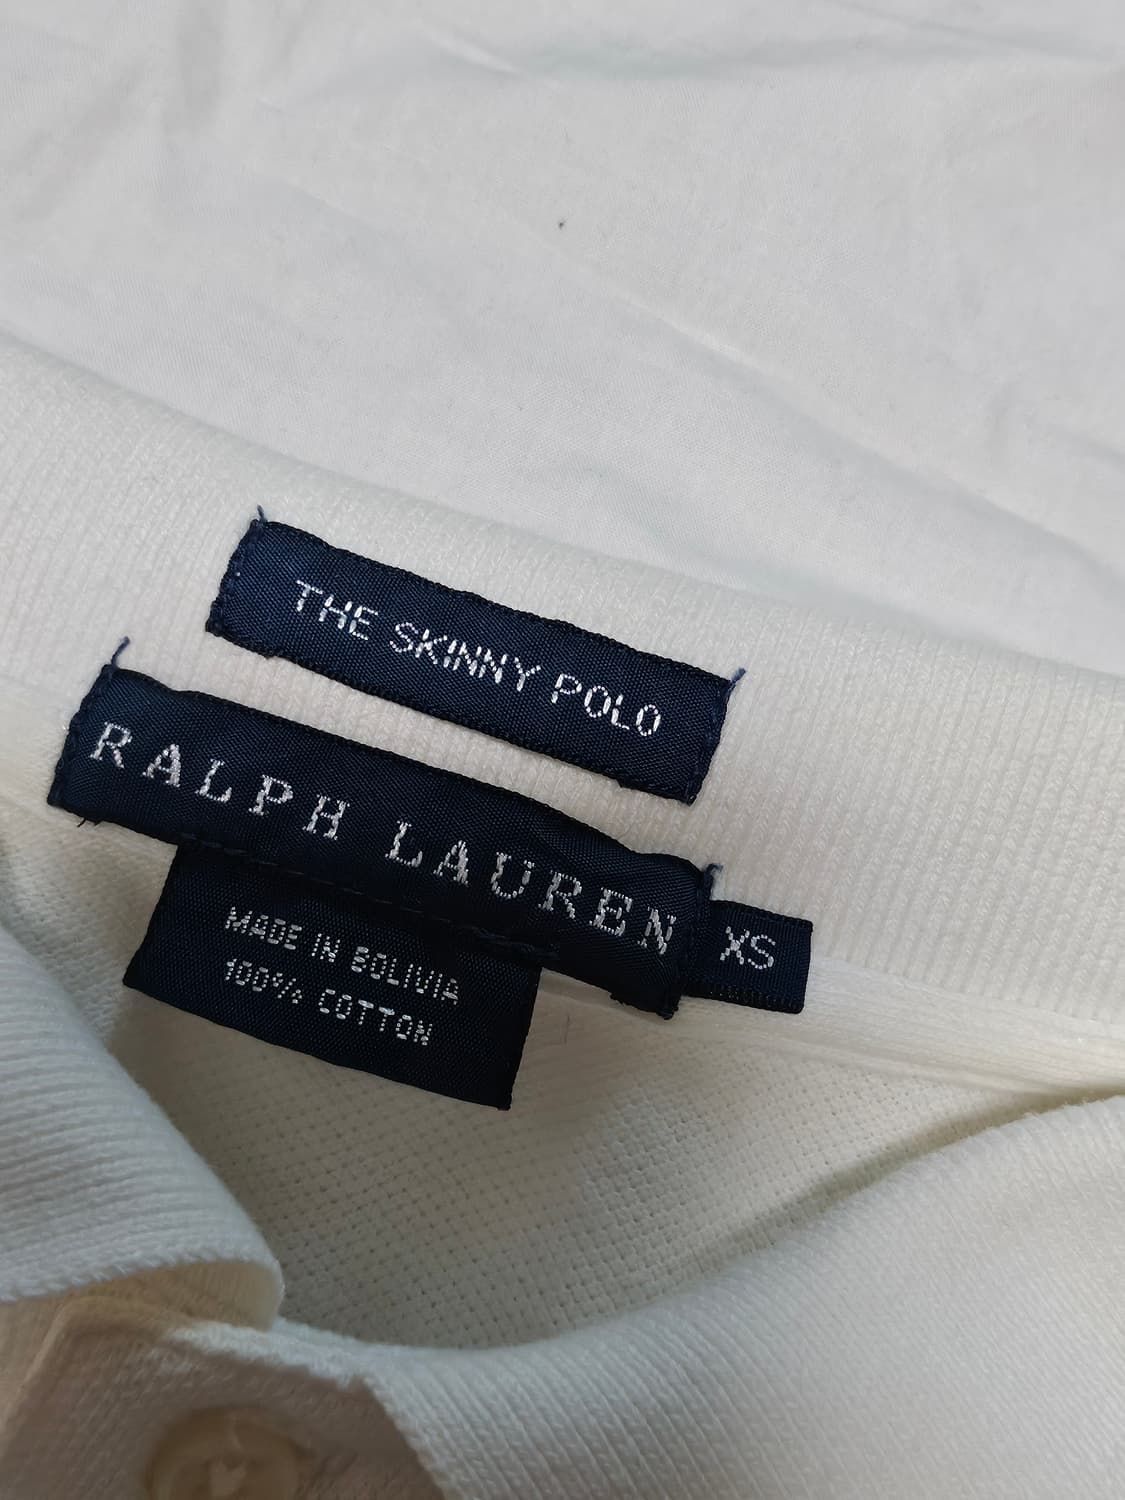 THE SKINNY POLO
RALPH LAUREN
XS
MADE IN BOLIVIA
100% COTTON